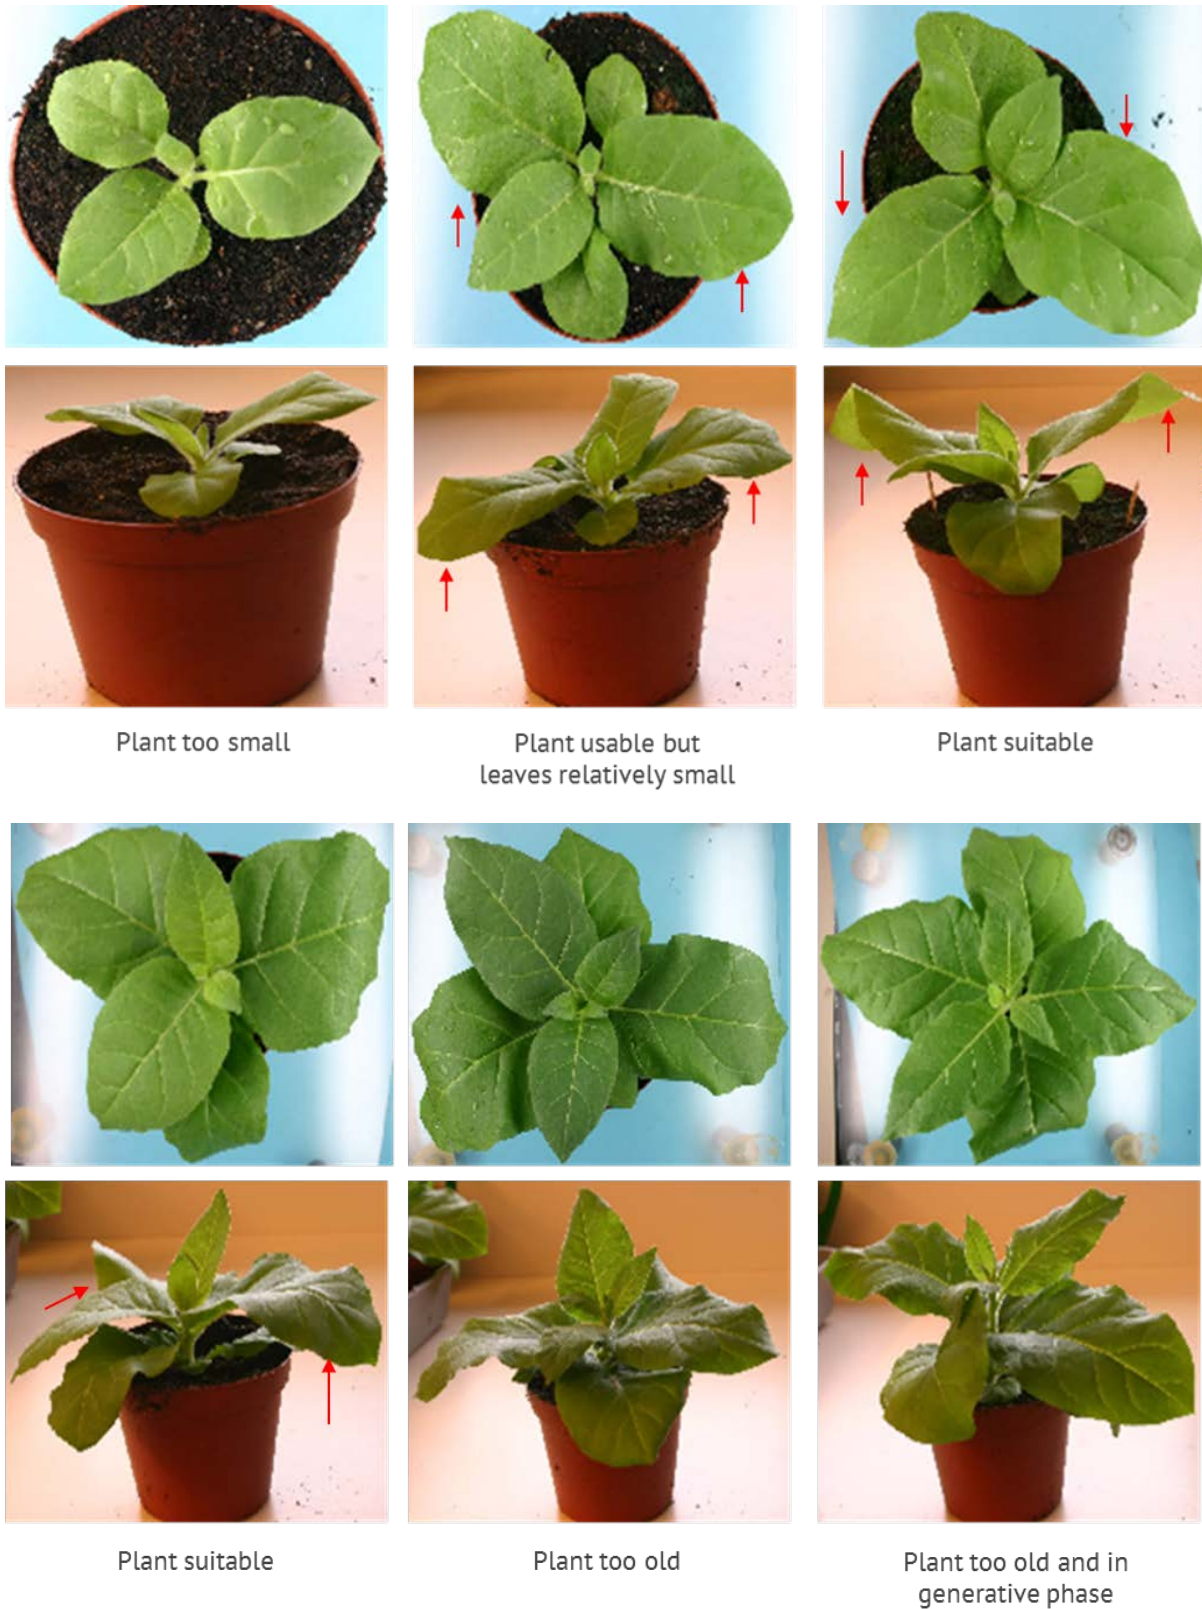 Plant too small
Plant usable but
leaves relatively small
Plant suitable
Plant suitable
Plant too old
Plant too old and in
generative phase